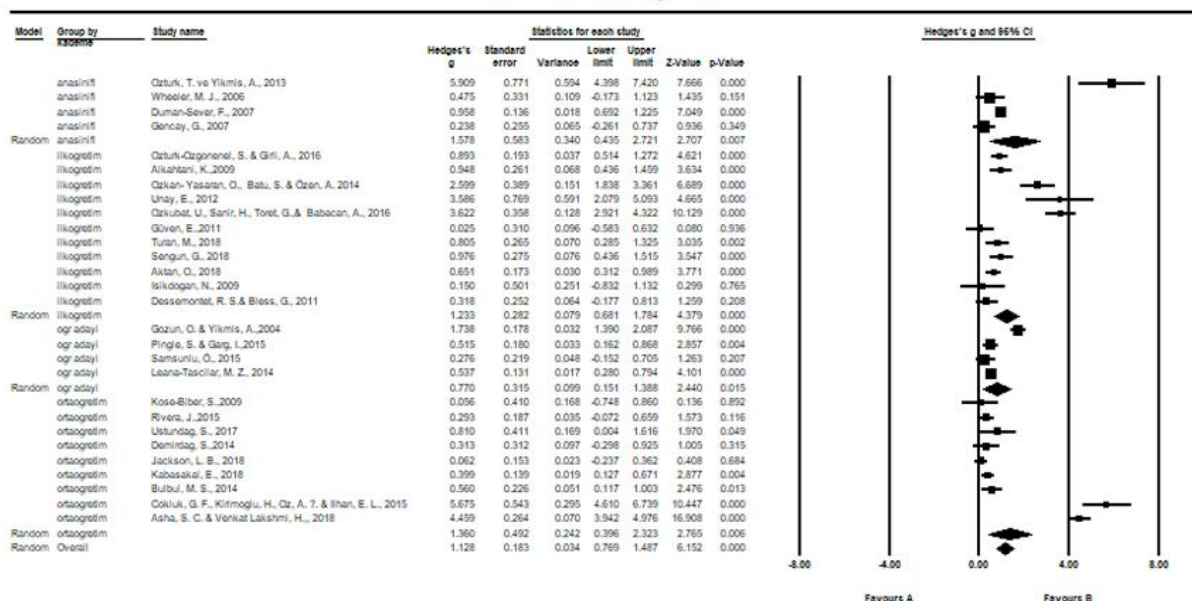 Model Group by Kademe Study name Statistics for each study Hedges's g and 95% CI
Hedges's g Standard error Variance Lower limit Upper limit Z-Value p-Value
anasinifi Ozturk, T. ve Yikmis, A., 2013 5.909 0.771 0.594 4.398 7.420 7.666 0.000
anasinifi Wheeler, M. J., 2006 0.475 0.331 0.109 -0.173 1.123 1.435 0.151
anasinifi Duman-Sever, F., 2007 0.958 0.136 0.018 0.692 1.225 7.049 0.000
anasinifi Gencay, G., 2007 0.238 0.255 0.065 -0.261 0.737 0.936 0.349
Random anasinifi 1.578 0.583 0.340 0.435 2.721 2.707 0.007
ilkogretim Ozturk-Ozgonenel, S. & Girli, A., 2016 0.893 0.193 0.037 0.514 1.272 4.621 0.000
ilkogretim Alkahtani, K.,2009 0.948 0.261 0.068 0.436 1.459 3.634 0.000
ilkogretim Ozkan- Yasaran, O., Batu, S. & Özen, A. 2014 2.599 0.389 0.151 1.838 3.361 6.689 0.000
ilkogretim Unay, E., 2012 3.586 0.769 0.591 2.079 5.093 4.665 0.000
ilkogretim Ozkubat, U., Sanir, H., Toret, G.,& Babacan, A., 2016 3.622 0.358 0.128 2.921 4.322 10.129 0.000
ilkogretim Güven, E.,2011 0.025 0.310 0.096 -0.583 0.632 0.080 0.936
ilkogretim Turan, M., 2018 0.805 0.265 0.070 0.285 1.325 3.035 0.002
ilkogretim Sengun, G., 2018 0.976 0.275 0.076 0.436 1.515 3.547 0.000
ilkogretim Aktan, O., 2018 0.651 0.173 0.030 0.312 0.989 3.771 0.000
ilkogretim Isikdogan, N., 2009 0.150 0.501 0.251 -0.832 1.132 0.299 0.765
ilkogretim Dessemontet, R. S.& Bless, G., 2011 0.318 0.252 0.064 -0.177 0.813 1.259 0.208
Random ilkogretim 1.233 0.282 0.079 0.681 1.784 4.379 0.000
ogr adayi Gozun, O. & Yikmis, A.,2004 1.738 0.178 0.032 1.390 2.087 9.766 0.000
ogr adayi Pingle, S. & Garg, I.,2015 0.515 0.180 0.033 0.162 0.868 2.857 0.004
ogr adayi Samsunlu, Ö., 2015 0.276 0.219 0.048 -0.152 0.705 1.263 0.207
ogr adayi Leana-Tascilar, M. Z., 2014 0.537 0.131 0.017 0.280 0.794 4.101 0.000
Random ogr adayi 0.770 0.315 0.099 0.151 1.388 2.440 0.015
ortaogretim Kose-Biber, S.,2009 0.056 0.410 0.168 -0.748 0.860 0.136 0.892
ortaogretim Rivera, J.,2015 0.293 0.187 0.035 -0.072 0.659 1.573 0.116
ortaogretim Ustundag, S., 2017 0.810 0.411 0.169 0.004 1.616 1.970 0.049
ortaogretim Demirdag, S.,2014 0.313 0.312 0.097 -0.298 0.925 1.005 0.315
ortaogretim Jackson, L. B., 2018 0.062 0.153 0.023 -0.237 0.362 0.408 0.684
ortaogretim Kabasakal, E., 2018 0.399 0.139 0.019 0.127 0.671 2.877 0.004
ortaogretim Bulbul, M. S., 2014 0.560 0.226 0.051 0.117 1.003 2.476 0.013
ortaogretim Cokluk, G. F., Kirimoglu, H., Oz, A. ?. & Ilhan, E. L., 2015 5.675 0.543 0.295 4.610 6.739 10.447 0.000
ortaogretim Asha, S. C. & Venkat Lakshmi, H., 2018 4.459 0.264 0.070 3.942 4.976 16.908 0.000
Random ortaogretim 1.360 0.492 0.242 0.396 2.323 2.765 0.006
Random Overall 1.128 0.183 0.034 0.769 1.487 6.152 0.000
-8.00 -4.00 0.00 4.00 8.00
Favours A Favours B